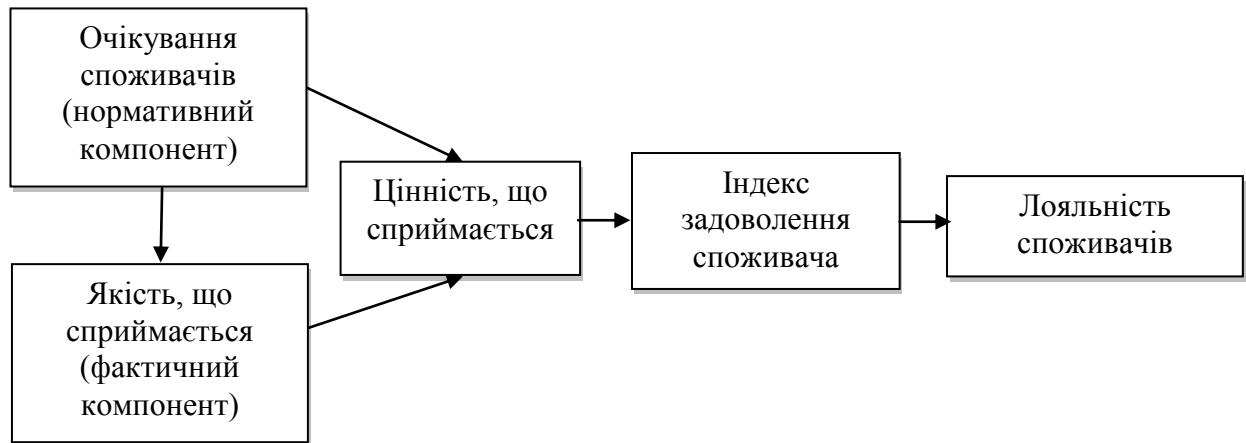 Очікування
споживачів
(нормативний
компонент)
Якість, що
сприймається
(фактичний
компонент)
Цінність, що
сприймається
Індекс
задоволення
споживача
Лояльність
споживачів